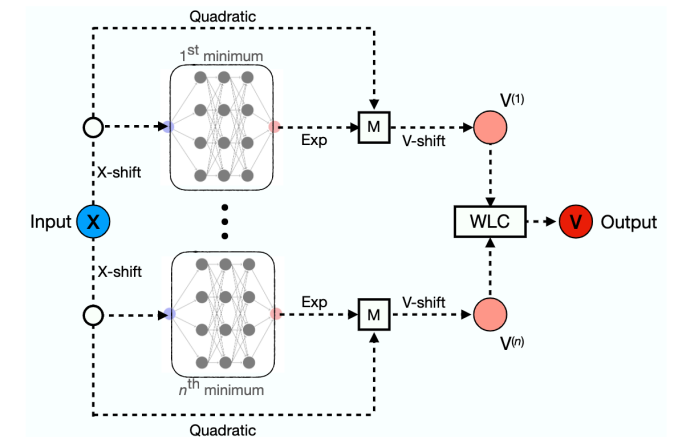 Quadratic
1st minimum
V(1)
M
Exp
V-shift
X-shift
Input
X
WLC
V
Output
X-shift
Exp
M
V-shift
V(n)
nth minimum
Quadratic